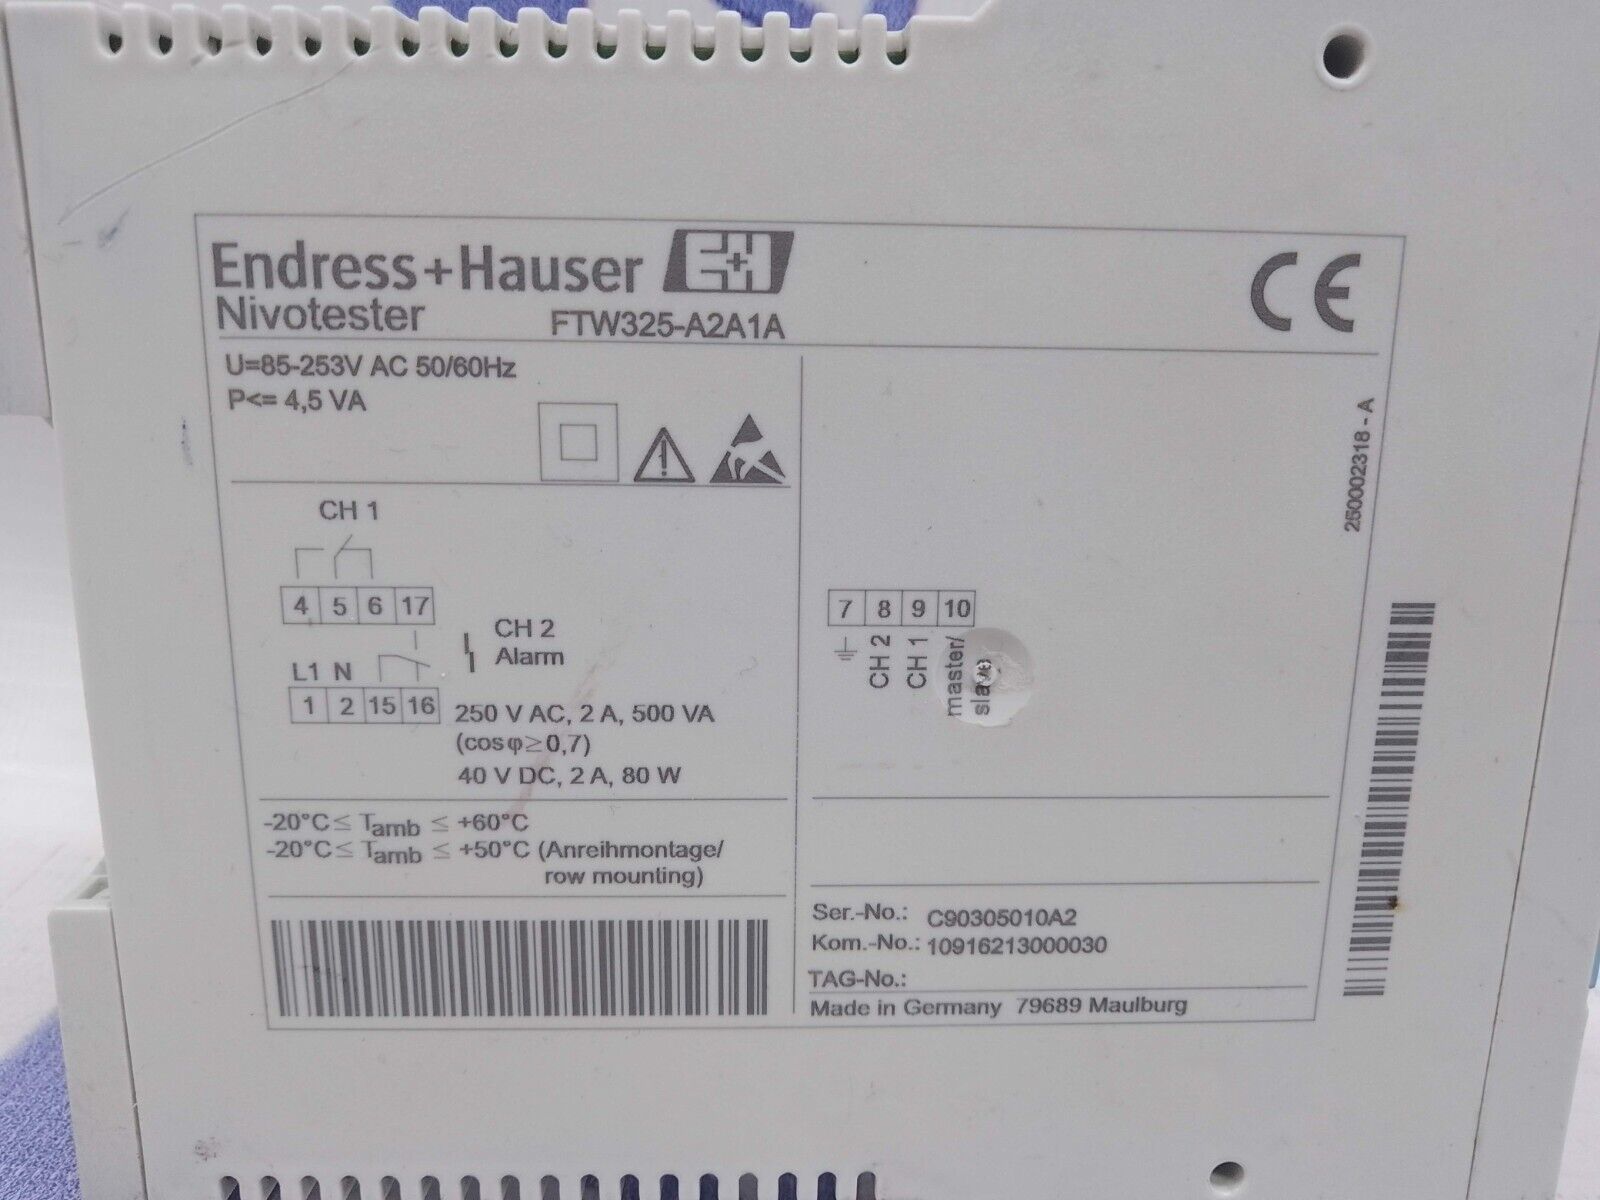 Endress+Hauser E+H
Nivotester FTW325-A2A1A
CE
U=85-253V AC 50/60Hz
P<= 4,5 VA
CH 1
4 5 6 17
CH 2
Alarm
L1 N
1 2 15 16
250 V AC, 2 A, 500 VA
(cosφ≥0,7)
40 V DC, 2 A, 80 W
-20°C ≤ Tamb ≤ +60°C
-20°C ≤ Tamb ≤ +50°C (Anreihmontage/
row mounting)
7 8 9 10
CH 2
CH 1
master/
slave
250002318 - A
Ser.-No.: C90305010A2
Kom.-No.: 10916213000030
TAG-No.:
Made in Germany 79689 Maulburg